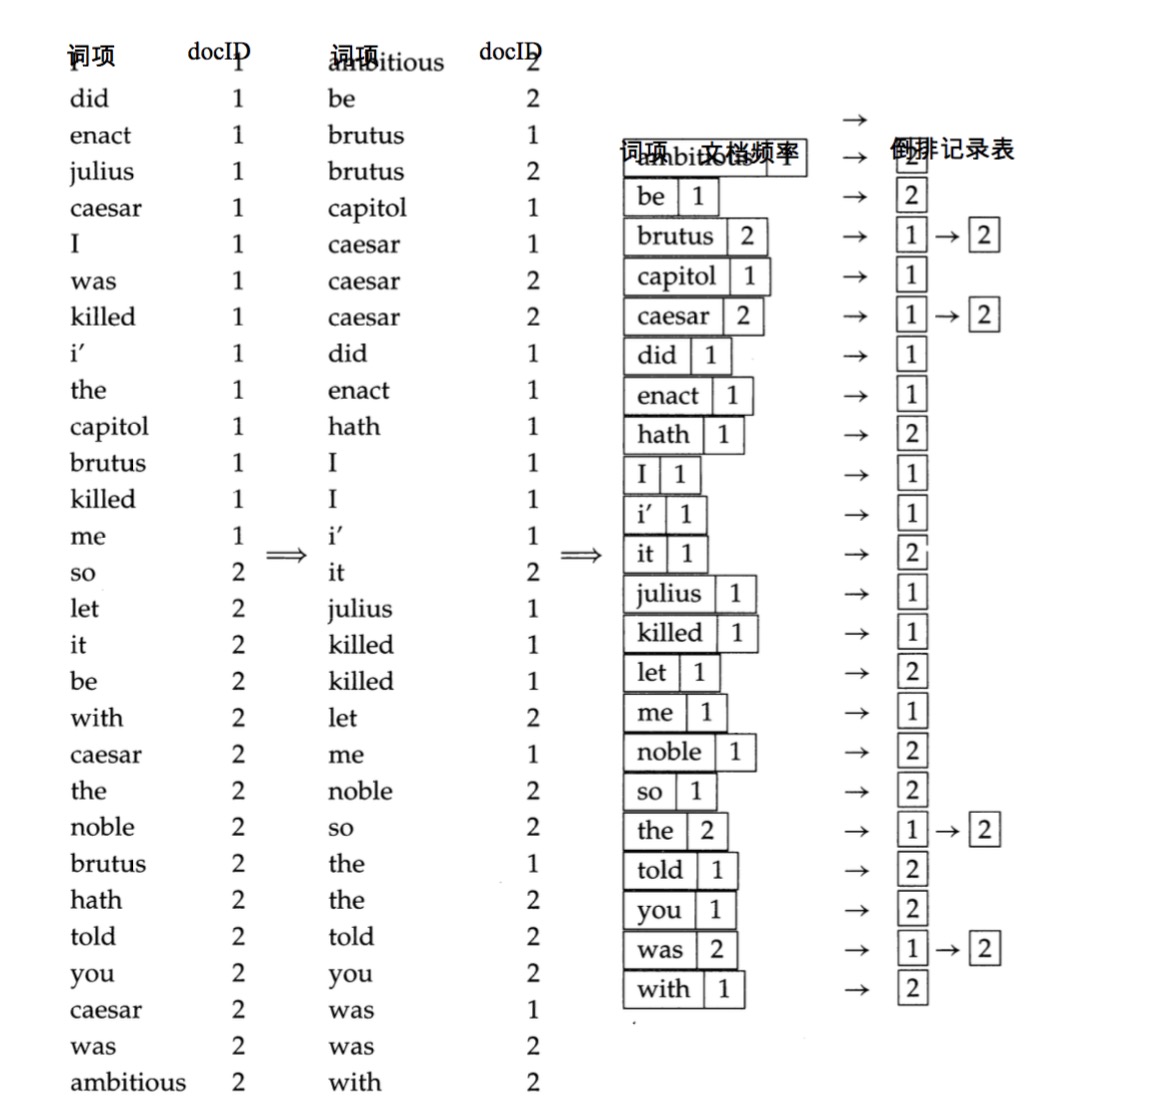 词项 docID
I 1
did 1
enact 1
julius 1
caesar 1
I 1
was 1
killed 1
i′ 1
the 1
capitol 1
brutus 1
killed 1
me 1
so 2
let 2
it 2
be 2
with 2
caesar 2
the 2
noble 2
brutus 2
hath 2
told 2
you 2
caesar 2
was 2
ambitious 2
⟹
词项 docID
ambitious 2
be 2
brutus 1
brutus 2
capitol 1
caesar 1
caesar 2
caesar 2
did 1
enact 1
hath 1
I 1
I 1
i′ 1
it 2
julius 1
killed 1
killed 1
let 2
me 1
noble 2
so 2
the 1
the 2
told 2
you 2
was 1
was 2
with 2
⟹
词项 文档频率 → 倒排记录表
ambitious 1 → 2
be 1 → 2
brutus 2 → 1 → 2
capitol 1 → 1
caesar 2 → 1 → 2
did 1 → 1
enact 1 → 1
hath 1 → 2
I 1 → 1
i′ 1 → 1
it 1 → 2
julius 1 → 1
killed 1 → 1
let 1 → 2
me 1 → 1
noble 1 → 2
so 1 → 2
the 2 → 1 → 2
told 1 → 2
you 1 → 2
was 2 → 1 → 2
with 1 → 2